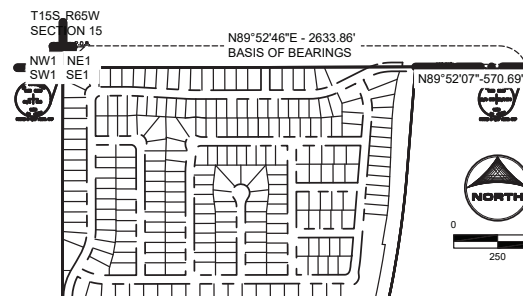 T15S, R65W
SECTION 15
N89°52'46"E - 2633.86'
BASIS OF BEARINGS
NW1 NE1
SW1 SE1
N89°52'07"-570.69'
NORTH
0
250